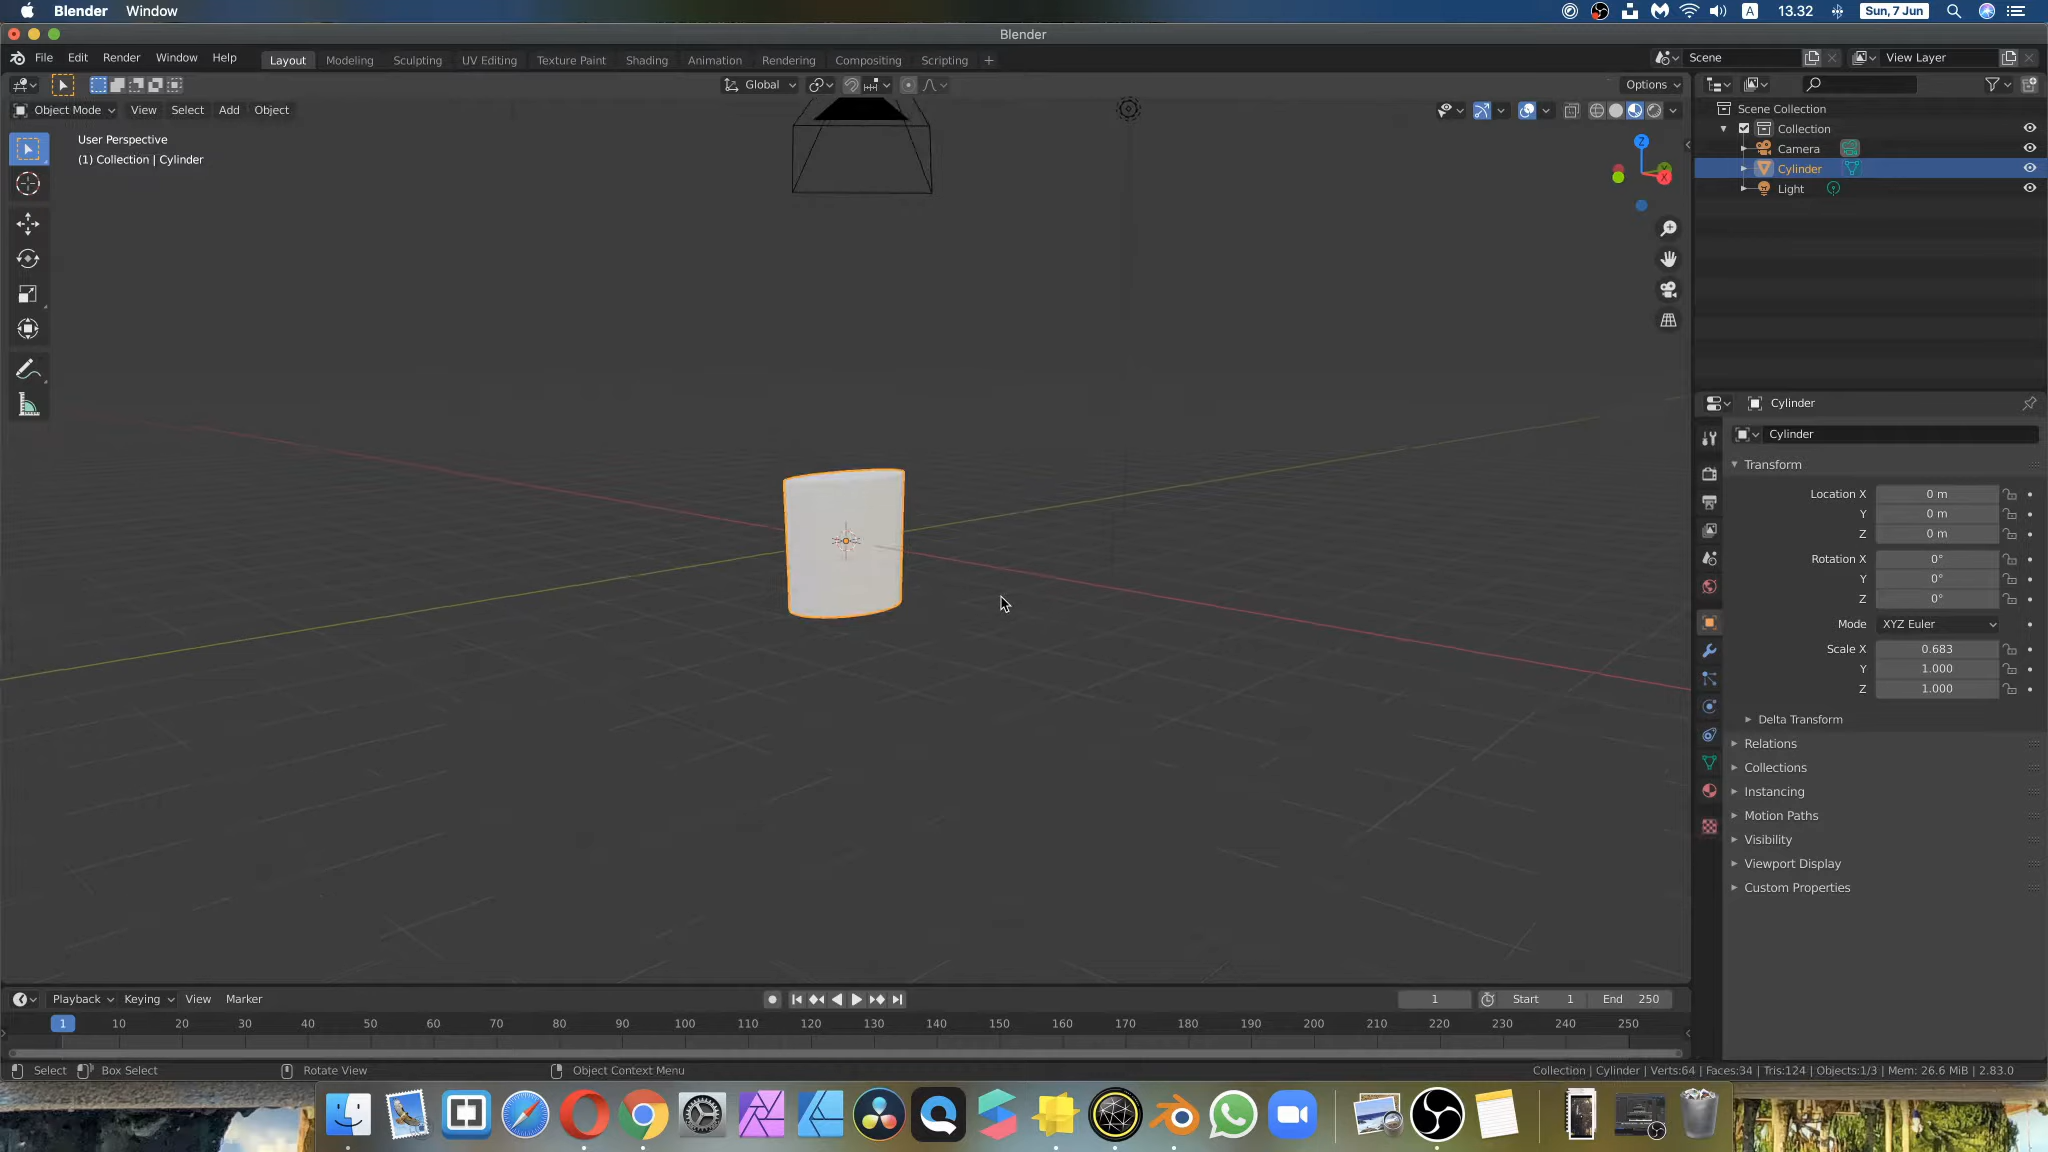 Blender Window
A 13.32 Sun, 7 Jun
Blender
File Edit Render Window Help Layout Modeling Sculpting UV Editing Texture Paint Shading Animation Rendering Compositing Scripting + Scene View Layer
Global Options
Object Mode View Select Add Object
User Perspective
(1) Collection | Cylinder
Z
Y
X
Scene Collection
Collection
Camera
Cylinder
Light
Cylinder
Cylinder
Transform
Location X 0 m
Y 0 m
Z 0 m
Rotation X 0°
Y 0°
Z 0°
Mode XYZ Euler
Scale X 0.683
Y 1.000
Z 1.000
Delta Transform
Relations
Collections
Instancing
Motion Paths
Visibility
Viewport Display
Custom Properties
Playback Keying View Marker 1 Start 1 End 250
1 10 20 30 40 50 60 70 80 90 100 110 120 130 140 150 160 170 180 190 200 210 220 230 240 250
Select Box Select Rotate View Object Context Menu Collection | Cylinder | Verts:64 | Faces:34 | Tris:124 | Objects:1/3 | Mem: 26.6 MiB | 2.83.0